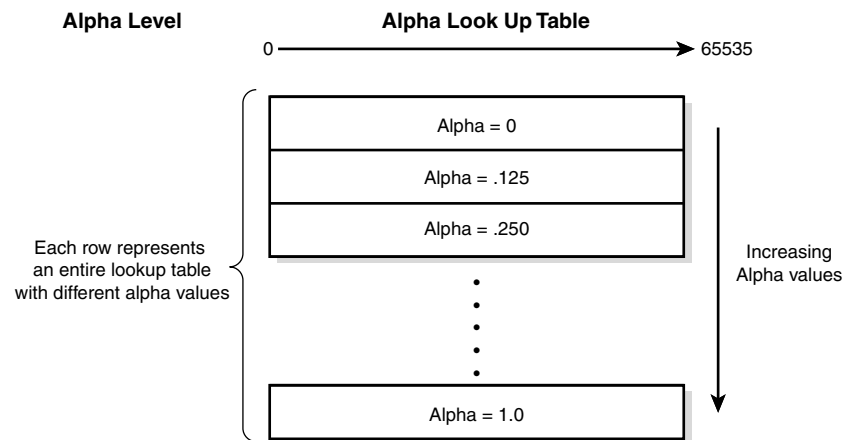 Alpha Level
Alpha Look Up Table
0
65535
Alpha = 0
Alpha = .125
Alpha = .250
Each row represents
an entire lookup table
with different alpha values
Increasing
Alpha values
Alpha = 1.0